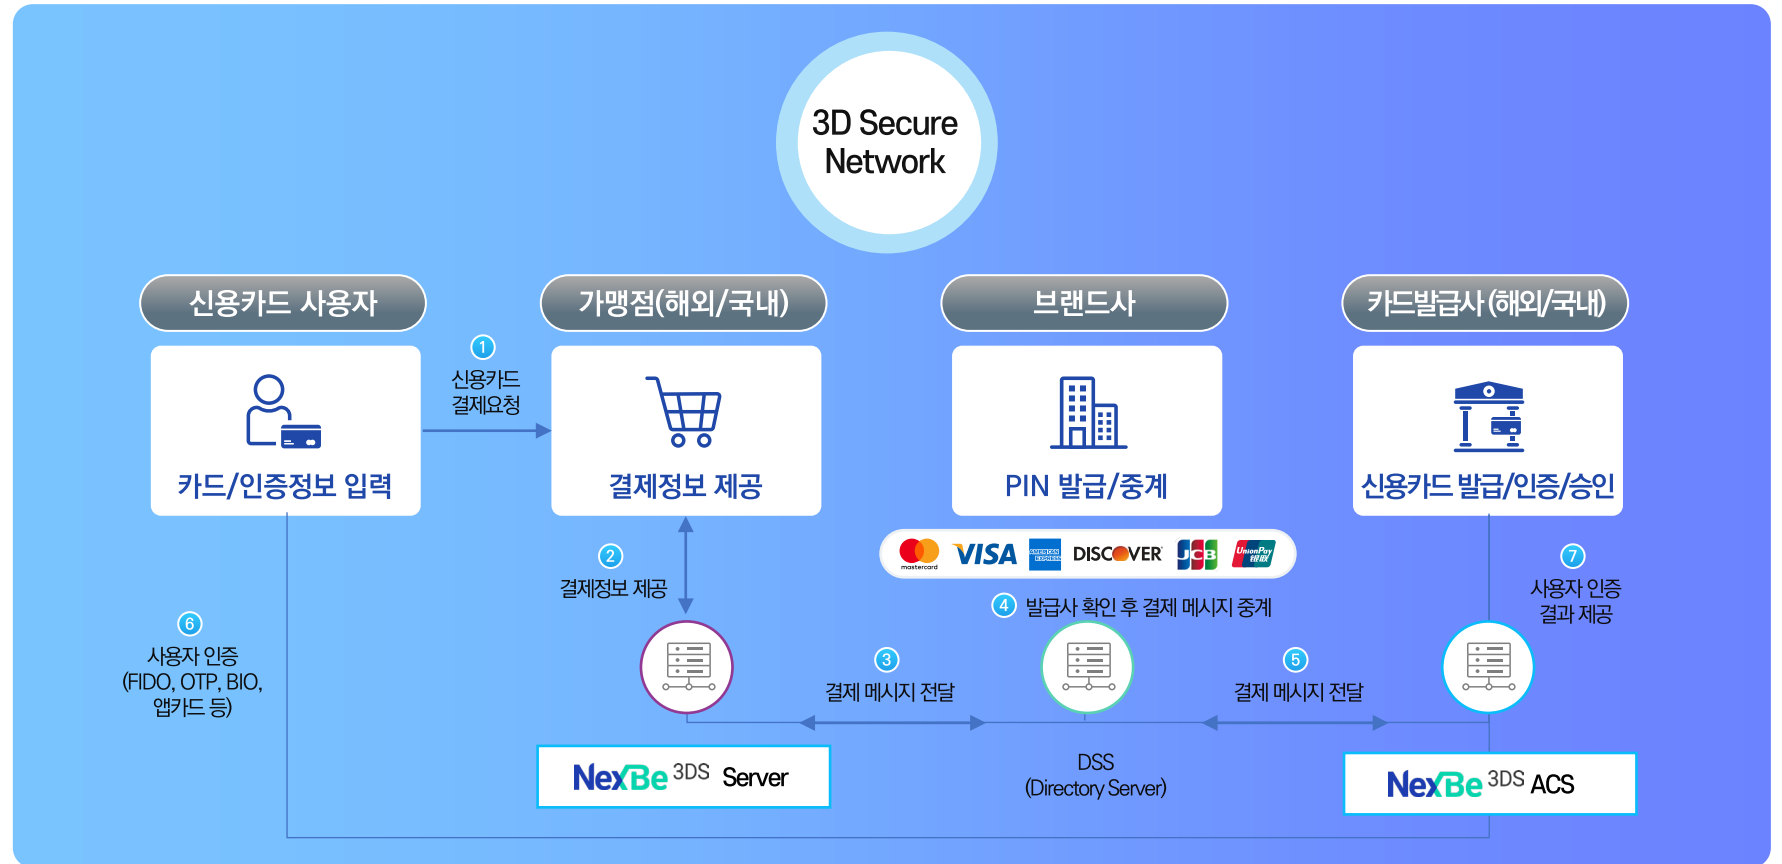 3D Secure
Network
신용카드 사용자
가맹점(해외/국내)
브랜드사
카드발급사 (해외/국내)
1
신용카드
결제요청
카드/인증정보 입력
결제정보 제공
PIN 발급/중계
신용카드 발급/인증/승인
mastercard
VISA
AMERICAN
EXPRESS
DISCOVER
JCB
UnionPay
银联
2
결제정보 제공
4 발급사 확인 후 결제 메시지 중계
7
사용자 인증
결과 제공
6
사용자 인증
(FIDO, OTP, BIO,
앱카드 등)
3
결제 메시지 전달
5
결제 메시지 전달
NexBe 3DS Server
DSS
(Directory Server)
NexBe 3DS ACS